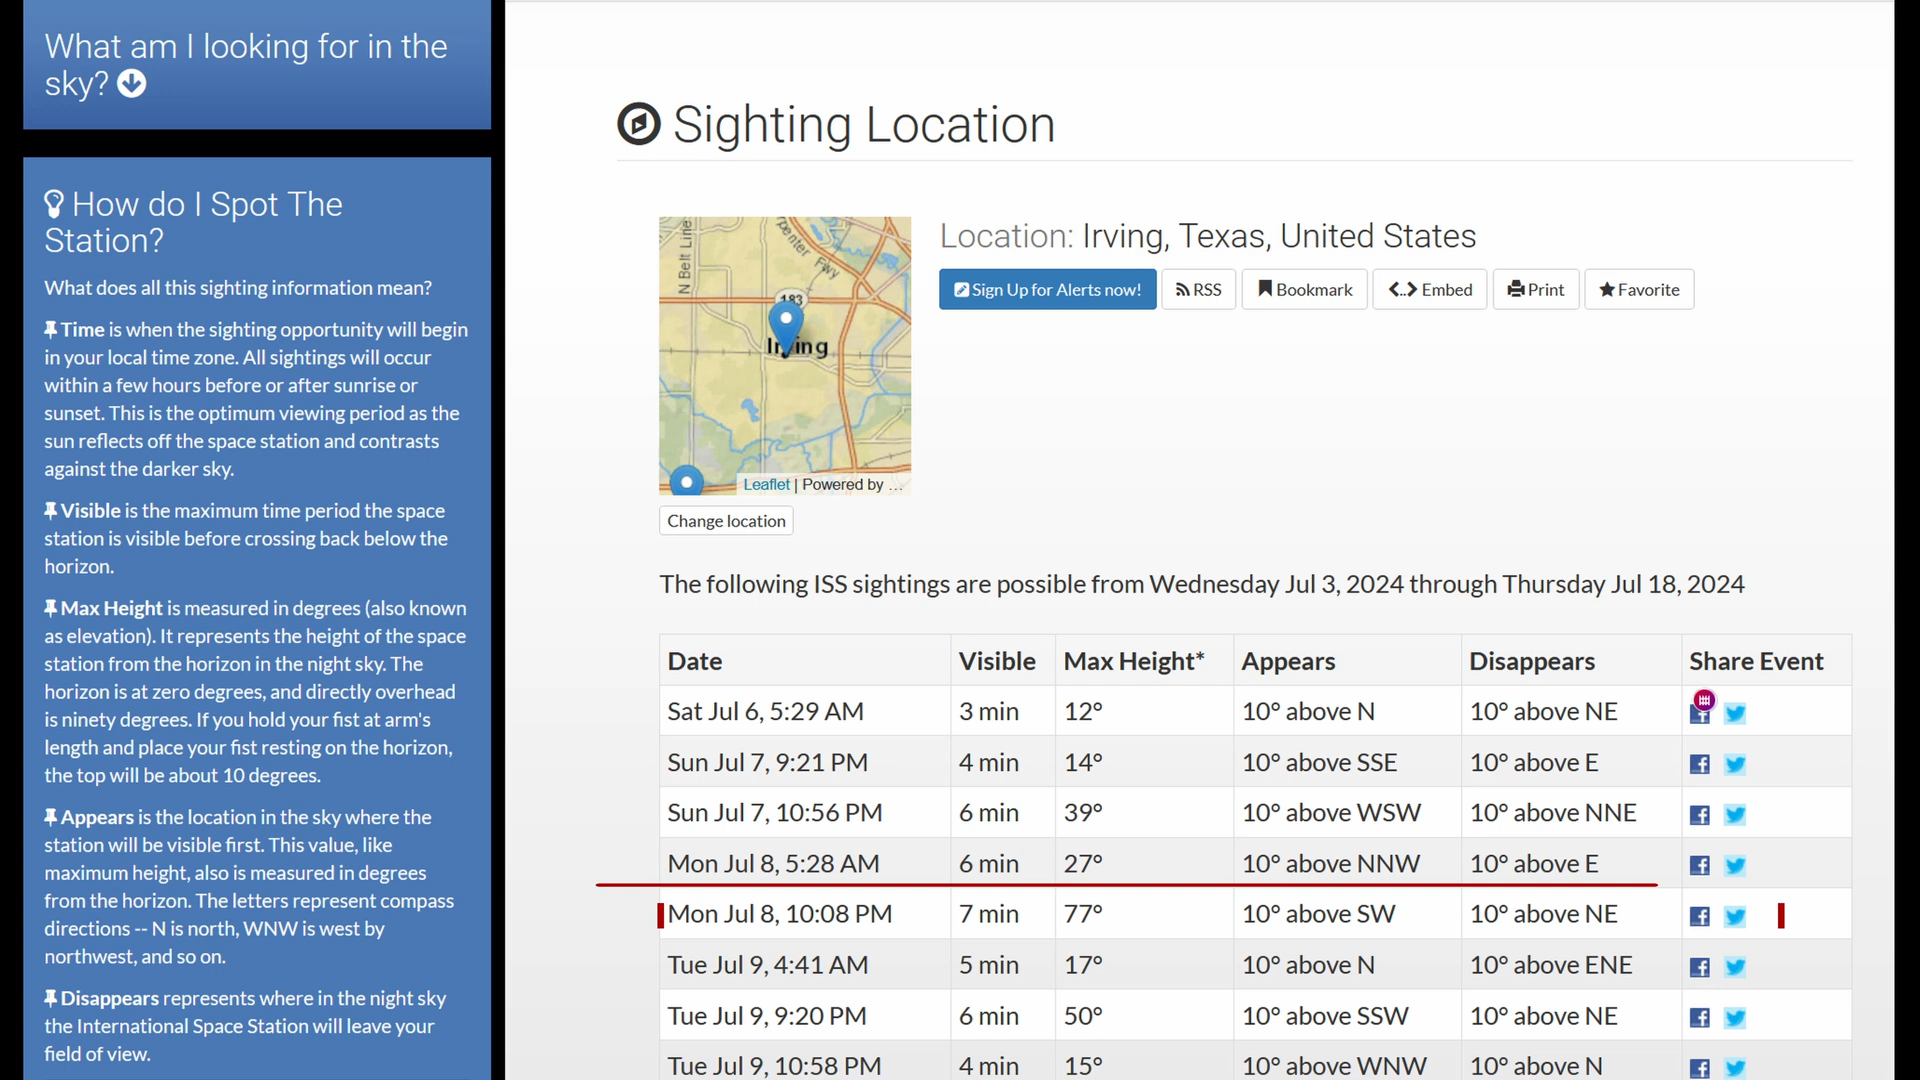 What am I looking for in the
sky?
How do I Spot The
Station?
What does all this sighting information mean?
Time is when the sighting opportunity will begin
in your local time zone. All sightings will occur
within a few hours before or after sunrise or
sunset. This is the optimum viewing period as the
sun reflects off the space station and contrasts
against the darker sky.
Visible is the maximum time period the space
station is visible before crossing back below the
horizon.
Max Height is measured in degrees (also known
as elevation). It represents the height of the space
station from the horizon in the night sky. The
horizon is at zero degrees, and directly overhead
is ninety degrees. If you hold your fist at arm's
length and place your fist resting on the horizon,
the top will be about 10 degrees.
Appears is the location in the sky where the
station will be visible first. This value, like
maximum height, also is measured in degrees
from the horizon. The letters represent compass
directions -- N is north, WNW is west by
northwest, and so on.
Disappears represents where in the night sky
the International Space Station will leave your
field of view.
Sighting Location
N Belt Line
penter Fwy
183
Irving
Leaflet | Powered by ...
Change location
Location: Irving, Texas, United States
Sign Up for Alerts now! RSS Bookmark Embed Print Favorite
The following ISS sightings are possible from Wednesday Jul 3, 2024 through Thursday Jul 18, 2024
Date Visible Max Height* Appears Disappears Share Event
Sat Jul 6, 5:29 AM 3 min 12° 10° above N 10° above NE
Sun Jul 7, 9:21 PM 4 min 14° 10° above SSE 10° above E
Sun Jul 7, 10:56 PM 6 min 39° 10° above WSW 10° above NNE
Mon Jul 8, 5:28 AM 6 min 27° 10° above NNW 10° above E
Mon Jul 8, 10:08 PM 7 min 77° 10° above SW 10° above NE
Tue Jul 9, 4:41 AM 5 min 17° 10° above N 10° above ENE
Tue Jul 9, 9:20 PM 6 min 50° 10° above SSW 10° above NE
Tue Jul 9, 10:58 PM 4 min 15° 10° above WNW 10° above N